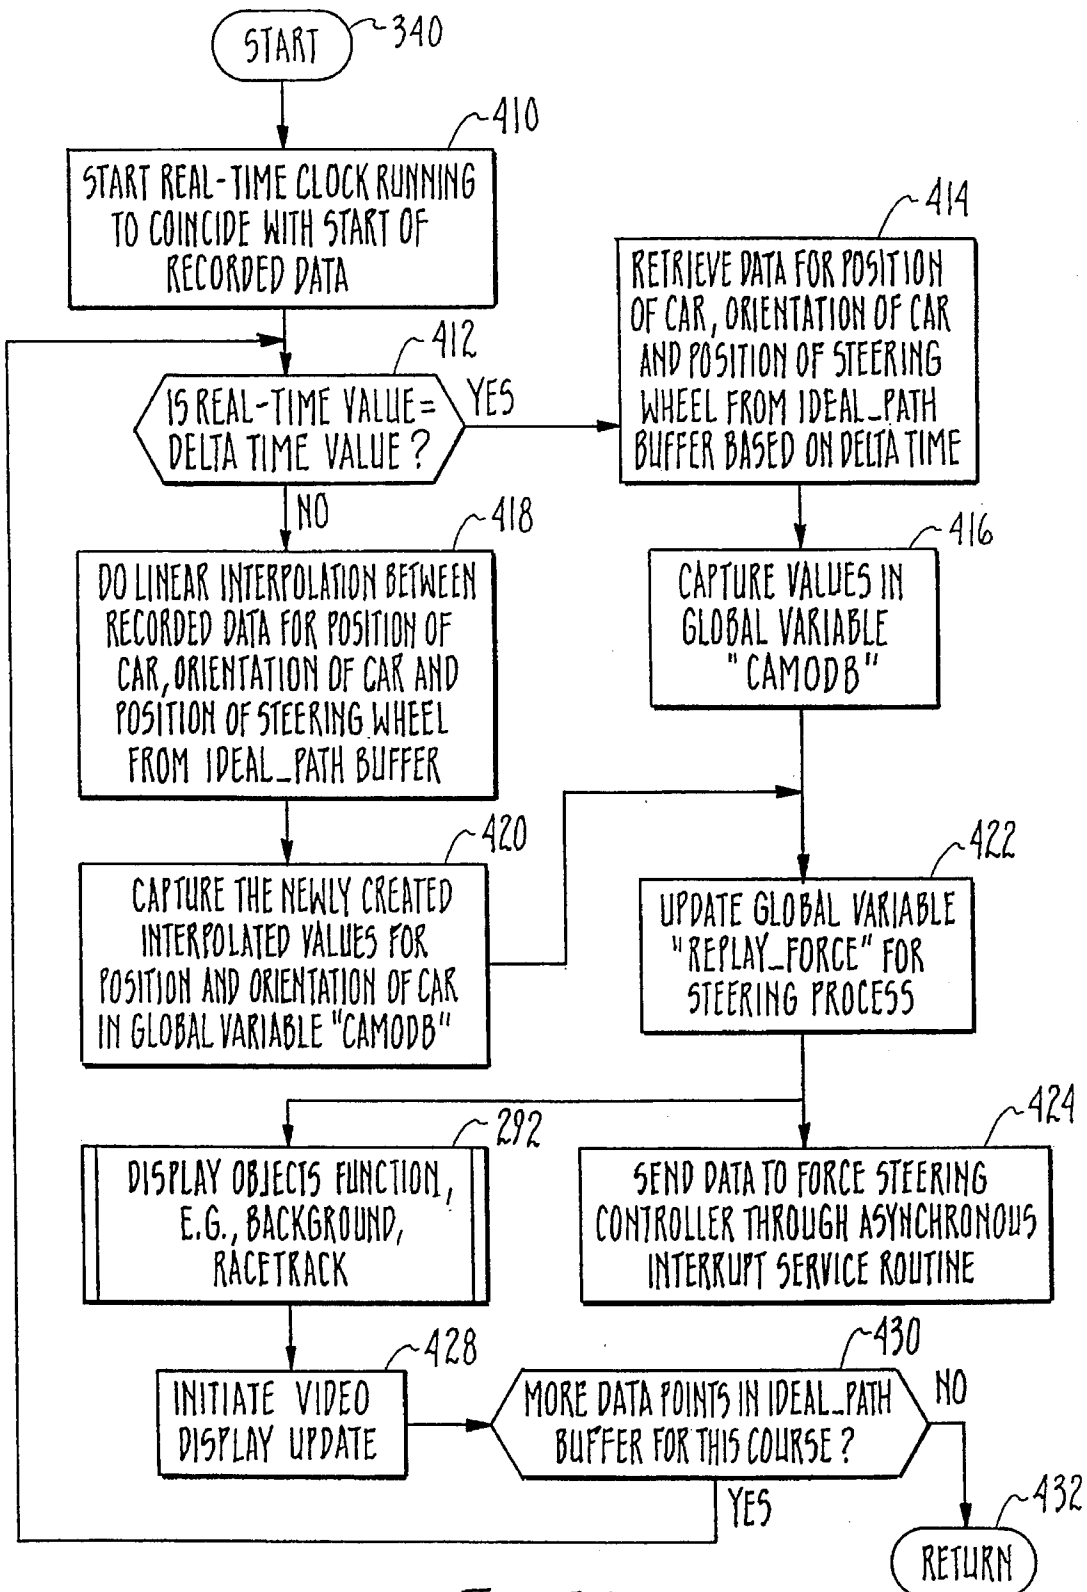 START
340
410
START REAL-TIME CLOCK RUNNING
TO COINCIDE WITH START OF
RECORDED DATA
412
IS REAL-TIME VALUE=
DELTA TIME VALUE?
YES
NO
414
RETRIEVE DATA FOR POSITION
OF CAR, ORIENTATION OF CAR
AND POSITION OF STEERING
WHEEL FROM IDEAL_PATH
BUFFER BASED ON DELTA TIME
416
CAPTURE VALUES IN
GLOBAL VARIABLE
"CAMODB"
418
DO LINEAR INTERPOLATION BETWEEN
RECORDED DATA FOR POSITION OF
CAR, ORIENTATION OF CAR AND
POSITION OF STEERING WHEEL
FROM IDEAL_PATH BUFFER
420
CAPTURE THE NEWLY CREATED
INTERPOLATED VALUES FOR
POSITION AND ORIENTATION OF CAR
IN GLOBAL VARIABLE "CAMODB"
422
UPDATE GLOBAL VARIABLE
"REPLAY_FORCE" FOR
STEERING PROCESS
292
DISPLAY OBJECTS FUNCTION,
E.G., BACKGROUND,
RACETRACK
424
SEND DATA TO FORCE STEERING
CONTROLLER THROUGH ASYNCHRONOUS
INTERRUPT SERVICE ROUTINE
428
INITIATE VIDEO
DISPLAY UPDATE
430
MORE DATA POINTS IN IDEAL_PATH
BUFFER FOR THIS COURSE?
NO
YES
432
RETURN